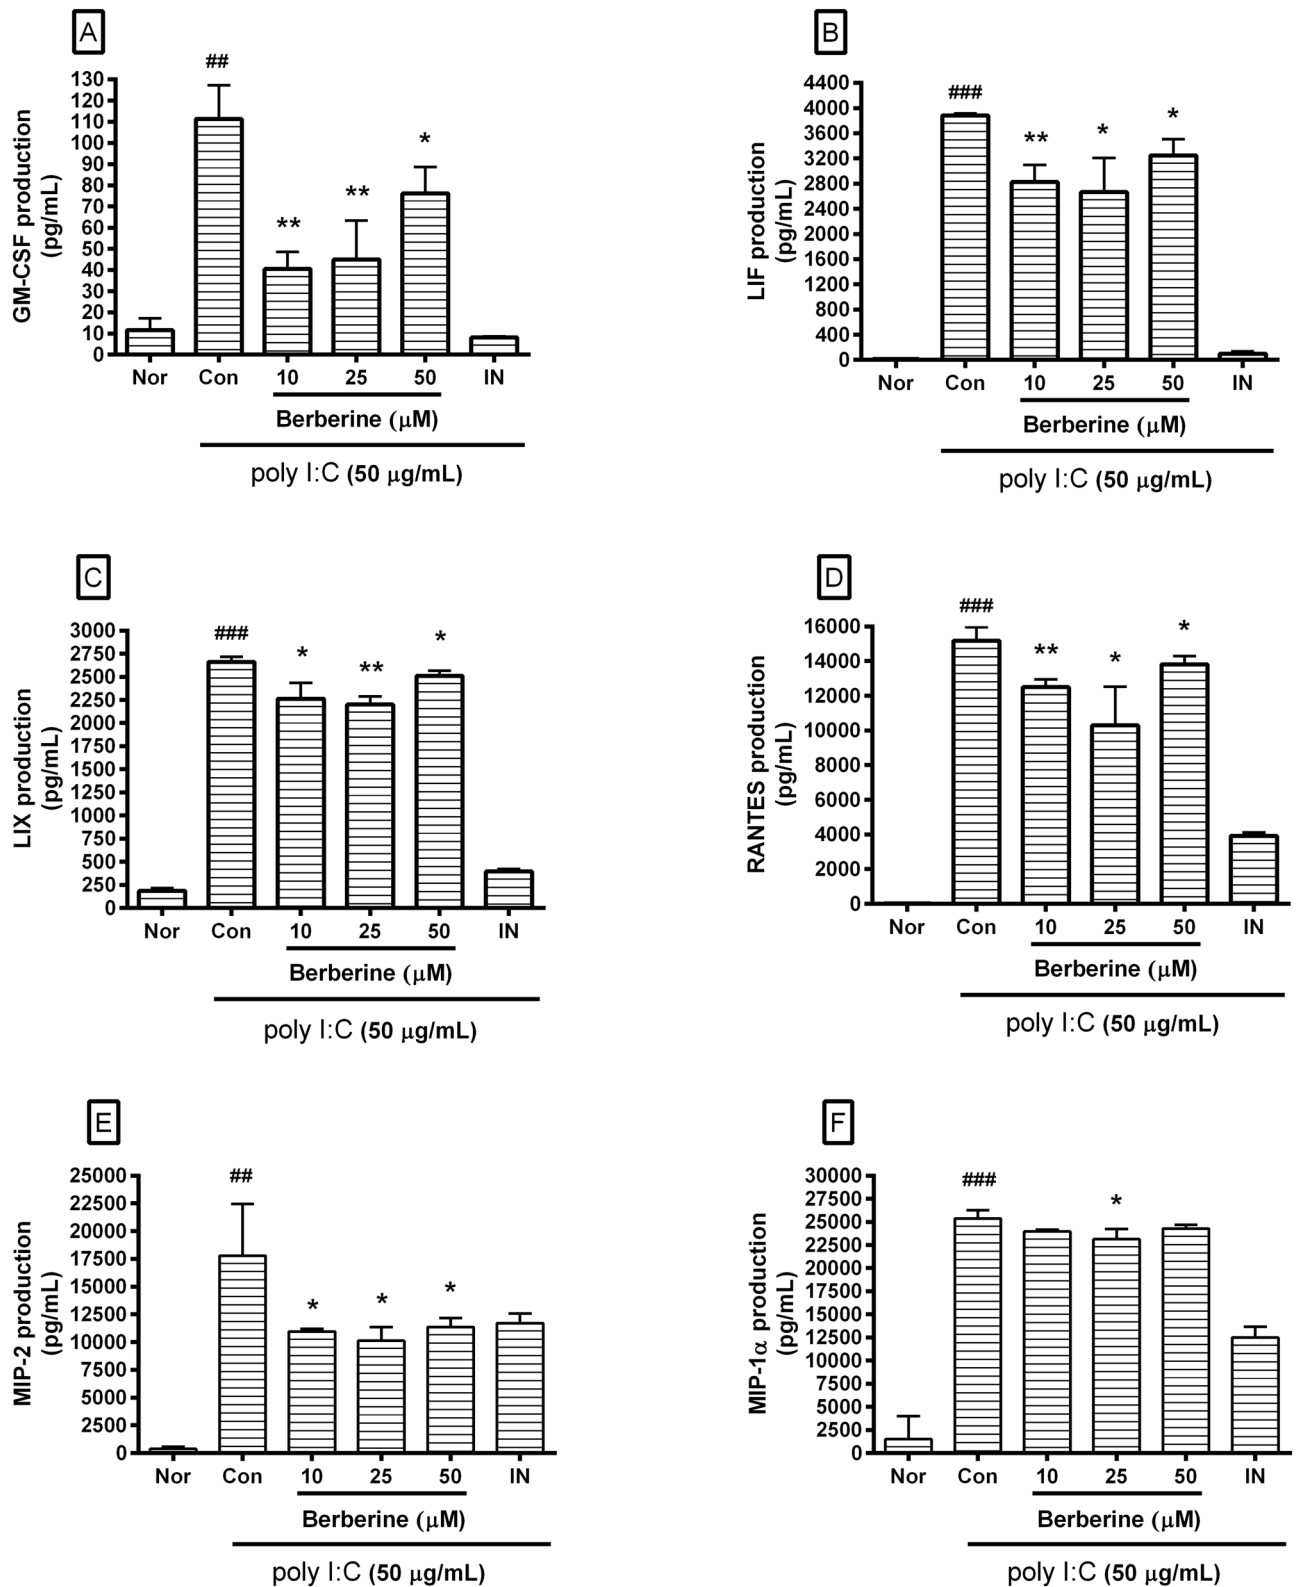 A
GM-CSF production
(pg/mL)
130
120
110
100
90
80
70
60
50
40
30
20
10
0
##
**
**
*
Nor Con 10 25 50 IN
Berberine (μM)
poly I:C (50 μg/mL)
B
LIF production
(pg/mL)
4400
4000
3600
3200
2800
2400
2000
1600
1200
800
400
0
###
**
*
*
Nor Con 10 25 50 IN
Berberine (μM)
poly I:C (50 μg/mL)
C
LIX production
(pg/mL)
3000
2750
2500
2250
2000
1750
1500
1250
1000
750
500
250
0
###
*
**
*
Nor Con 10 25 50 IN
Berberine (μM)
poly I:C (50 μg/mL)
D
RANTES production
(pg/mL)
16000
14000
12000
10000
8000
6000
4000
2000
0
###
**
*
*
Nor Con 10 25 50 IN
Berberine (μM)
poly I:C (50 μg/mL)
E
MIP-2 production
(pg/mL)
25000
22500
20000
17500
15000
12500
10000
7500
5000
2500
0
##
*
*
*
Nor Con 10 25 50 IN
Berberine (μM)
poly I:C (50 μg/mL)
F
MIP-1α production
(pg/mL)
30000
27500
25000
22500
20000
17500
15000
12500
10000
7500
5000
2500
0
###
*
Nor Con 10 25 50 IN
Berberine (μM)
poly I:C (50 μg/mL)